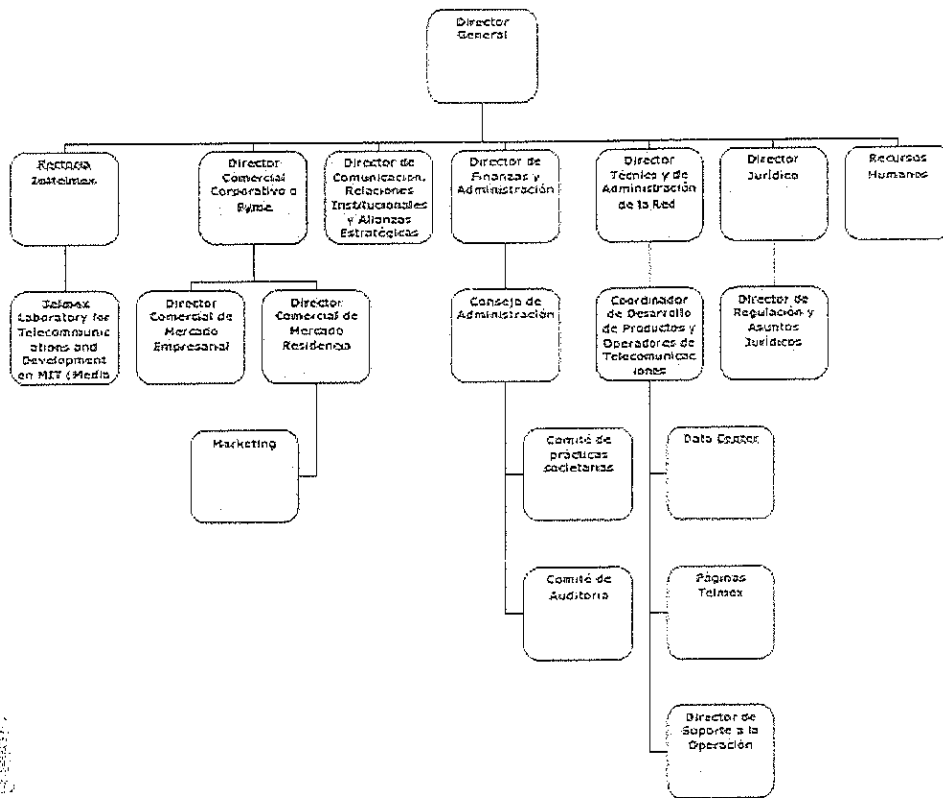 Director
General
Rectoría
Inttelmex
Director
Comercial
Corporativo o
Pyme
Director de
Comunicación,
Relaciones
Institucionales
y Alianzas
Estratégicas
Director de
Finanzas y
Administración
Director
Técnico y de
Administración
de la Red
Director
Jurídico
Recursos
Humanos
Telmex
Laboratory for
Telecommunic
ations and
Development
en MIT (Media
Director
Comercial de
Mercado
Empresarial
Director
Comercial de
Mercado
Residencia
Consejo de
Administración
Coordinador
de Desarrollo
de Productos y
Operadores de
Telecomunicac
iones
Director de
Regulación y
Asuntos
Jurídicos
Marketing
Comité de
prácticas
societarias
Data Center
Comité de
Auditoria
Páginas
Telmex
Director de
Soporte a la
Operación